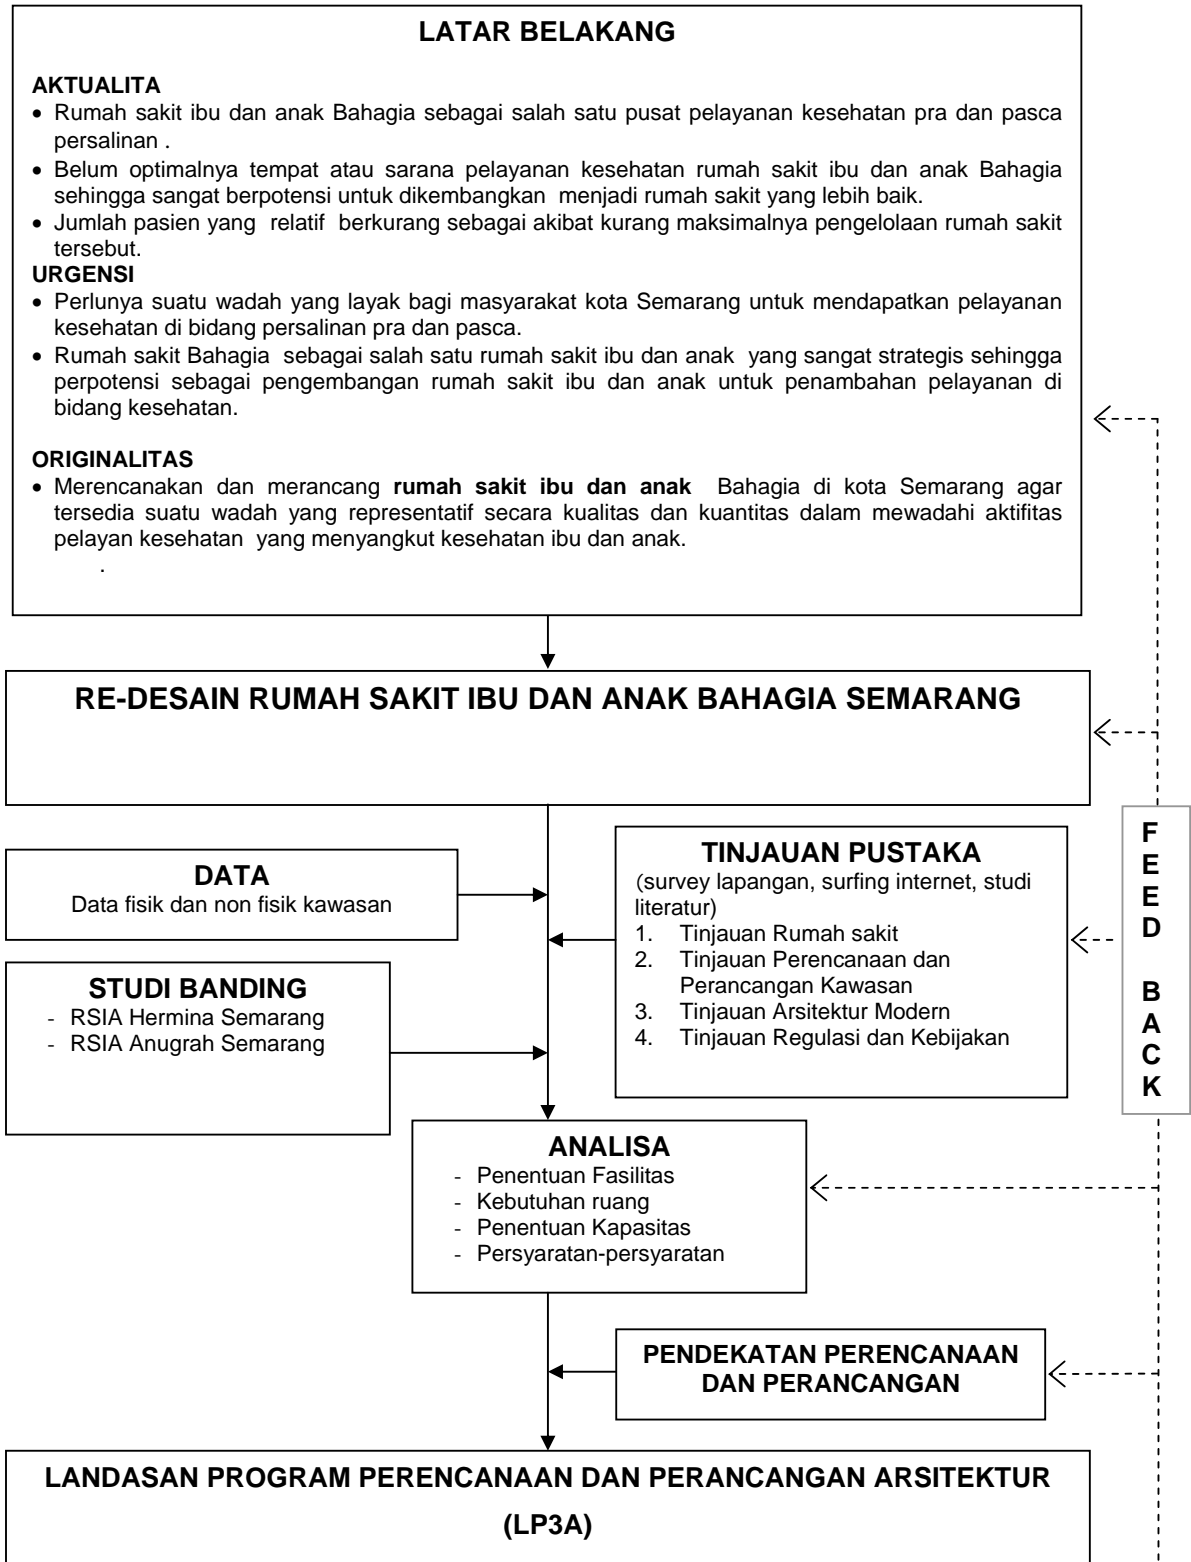 LATAR BELAKANG
AKTUALITA
• Rumah sakit ibu dan anak Bahagia sebagai salah satu pusat pelayanan kesehatan pra dan pasca
persalinan .
• Belum optimalnya tempat atau sarana pelayanan kesehatan rumah sakit ibu dan anak Bahagia
sehingga sangat berpotensi untuk dikembangkan menjadi rumah sakit yang lebih baik.
• Jumlah pasien yang relatif berkurang sebagai akibat kurang maksimalnya pengelolaan rumah sakit
tersebut.
URGENSI
• Perlunya suatu wadah yang layak bagi masyarakat kota Semarang untuk mendapatkan pelayanan
kesehatan di bidang persalinan pra dan pasca.
• Rumah sakit Bahagia sebagai salah satu rumah sakit ibu dan anak yang sangat strategis sehingga
perpotensi sebagai pengembangan rumah sakit ibu dan anak untuk penambahan pelayanan di
bidang kesehatan.
ORIGINALITAS
• Merencanakan dan merancang rumah sakit ibu dan anak Bahagia di kota Semarang agar
tersedia suatu wadah yang representatif secara kualitas dan kuantitas dalam mewadahi aktifitas
pelayan kesehatan yang menyangkut kesehatan ibu dan anak.
.
RE-DESAIN RUMAH SAKIT IBU DAN ANAK BAHAGIA SEMARANG
DATA
Data fisik dan non fisik kawasan
TINJAUAN PUSTAKA
(survey lapangan, surfing internet, studi
literatur)
1. Tinjauan Rumah sakit
2. Tinjauan Perencanaan dan
Perancangan Kawasan
3. Tinjauan Arsitektur Modern
4. Tinjauan Regulasi dan Kebijakan
STUDI BANDING
- RSIA Hermina Semarang
- RSIA Anugrah Semarang
F
E
E
D
B
A
C
K
ANALISA
- Penentuan Fasilitas
- Kebutuhan ruang
- Penentuan Kapasitas
- Persyaratan-persyaratan
PENDEKATAN PERENCANAAN
DAN PERANCANGAN
LANDASAN PROGRAM PERENCANAAN DAN PERANCANGAN ARSITEKTUR
(LP3A)